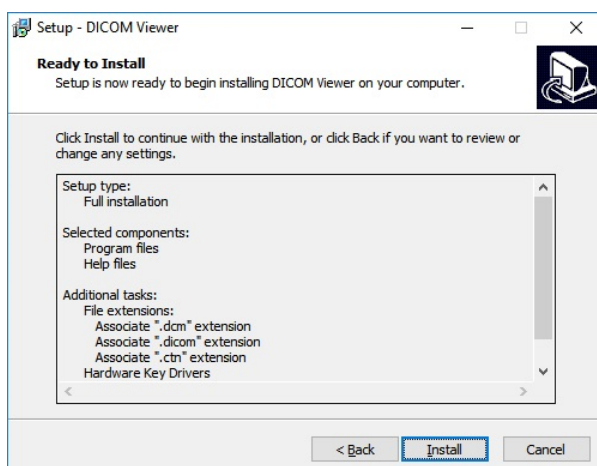 Setup - DICOM Viewer
Ready to Install
Setup is now ready to begin installing DICOM Viewer on your computer.
Click Install to continue with the installation, or click Back if you want to review or
change any settings.
Setup type:
Full installation
Selected components:
Program files
Help files
Additional tasks:
File extensions:
Associate ".dcm" extension
Associate ".dicom" extension
Associate ".ctn" extension
Hardware Key Drivers
< Back
Install
Cancel